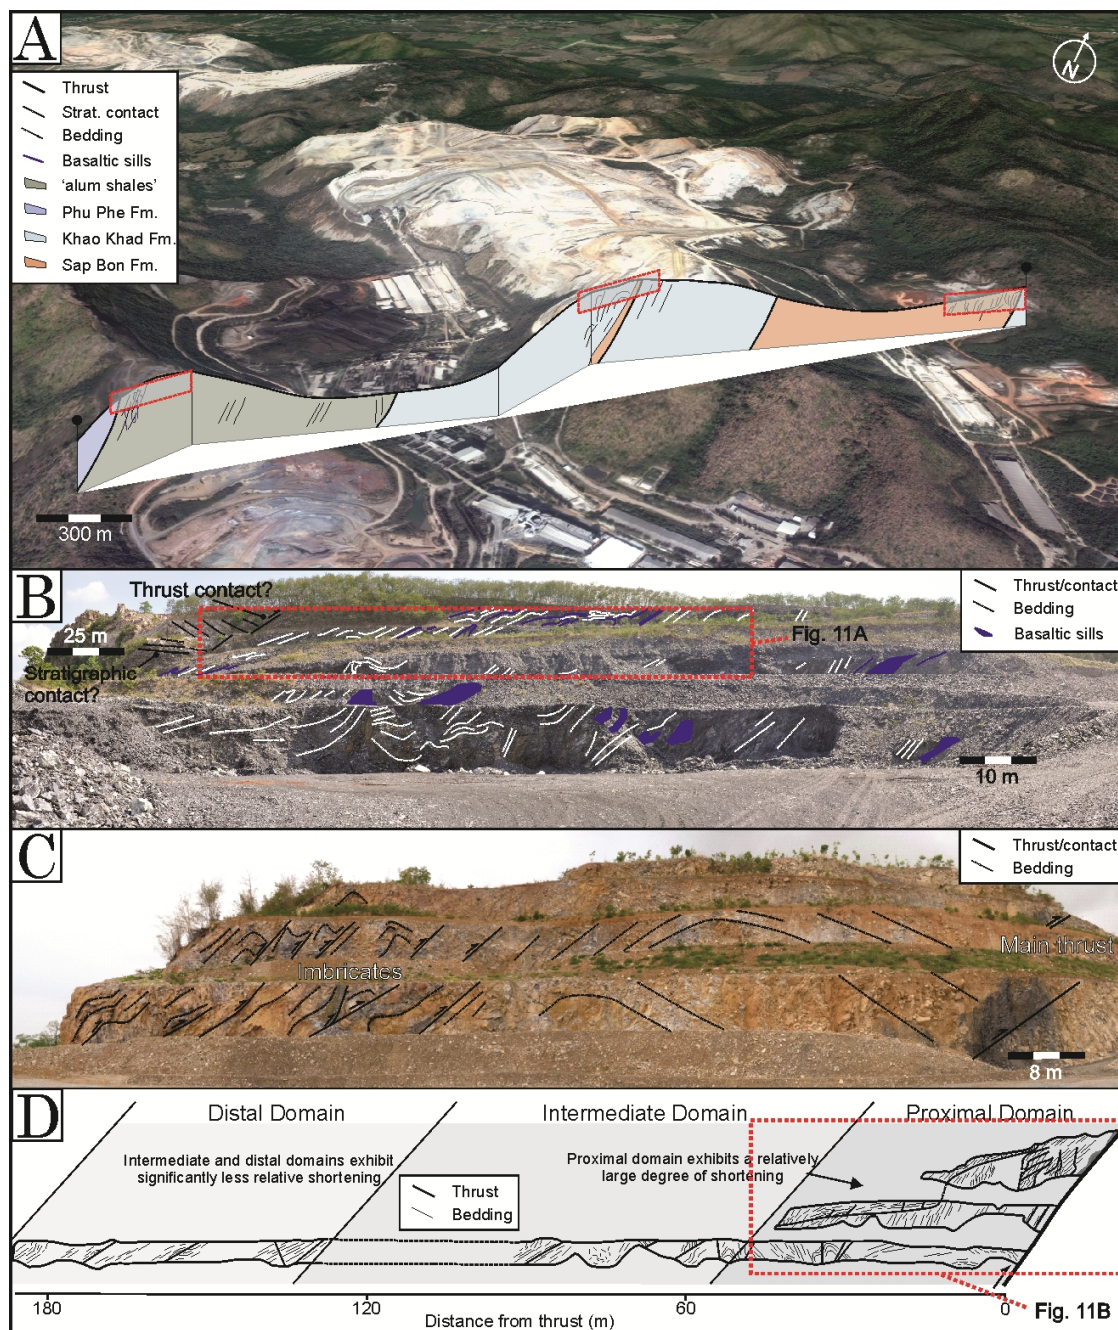 A
N
Thrust
Strat. contact
Bedding
Basaltic sills
'alum shales'
Phu Phe Fm.
Khao Khad Fm.
Sap Bon Fm.
300 m
B
Thrust contact?
25 m
Stratigraphic
contact?
Fig. 11A
Thrust/contact
Bedding
Basaltic sills
10 m
C
Thrust/contact
Bedding
Imbricates
Main thrust
8 m
D
Distal Domain
Intermediate Domain
Proximal Domain
Intermediate and distal domains exhibit
significantly less relative shortening
Proximal domain exhibits a relatively
large degree of shortening
Thrust
Bedding
180
120
60
0
Distance from thrust (m)
Fig. 11B